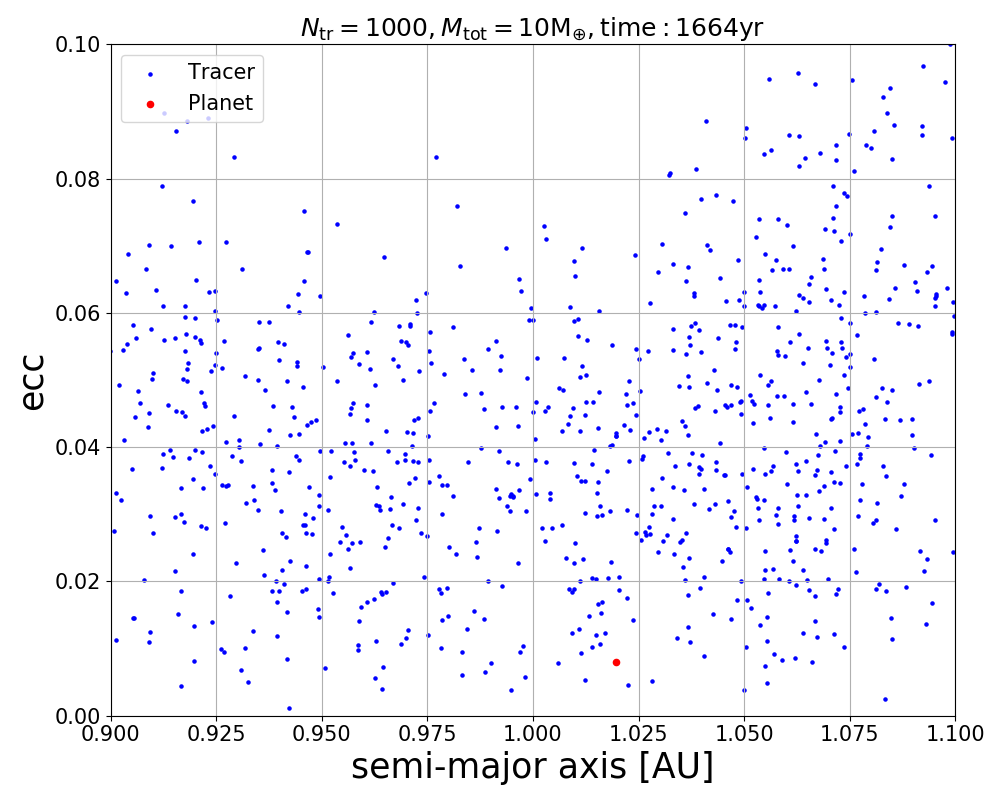 N_tr = 1000, M_tot = 10M_⊕, time : 1664yr
Tracer
Planet
0.10
0.08
0.06
0.04
0.02
0.00
ecc
0.900 0.925 0.950 0.975 1.000 1.025 1.050 1.075 1.100
semi-major axis [AU]